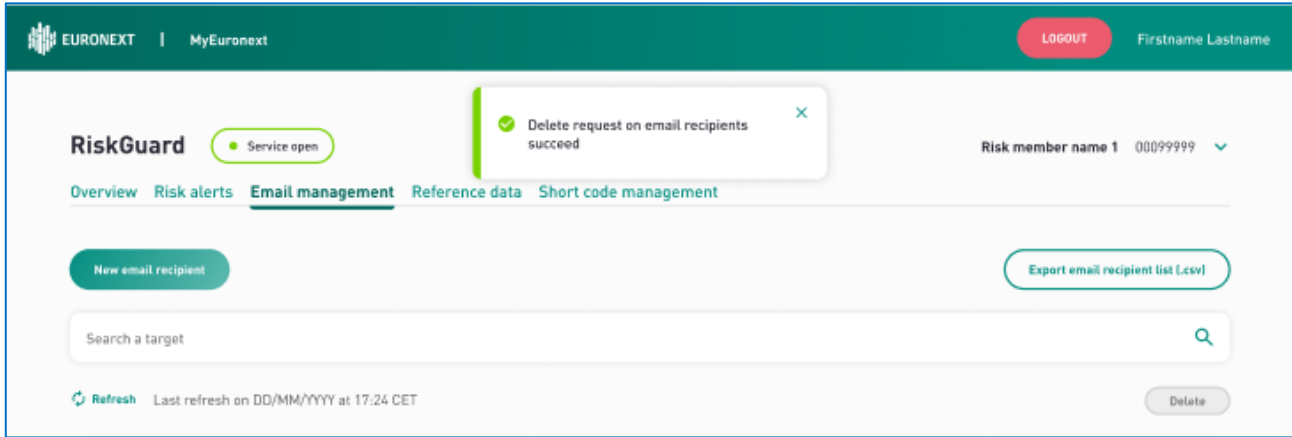 EURONEXT | MyEuronext LOGOUT Firstname Lastname
Delete request on email recipients
succeed
RiskGuard Service open Risk member name 1 00099999
Overview Risk alerts Email management Reference data Short code management
New email recipient Export email recipient list (.csv)
Search a target
Refresh Last refresh on DD/MM/YYYY at 17:24 CET Delete